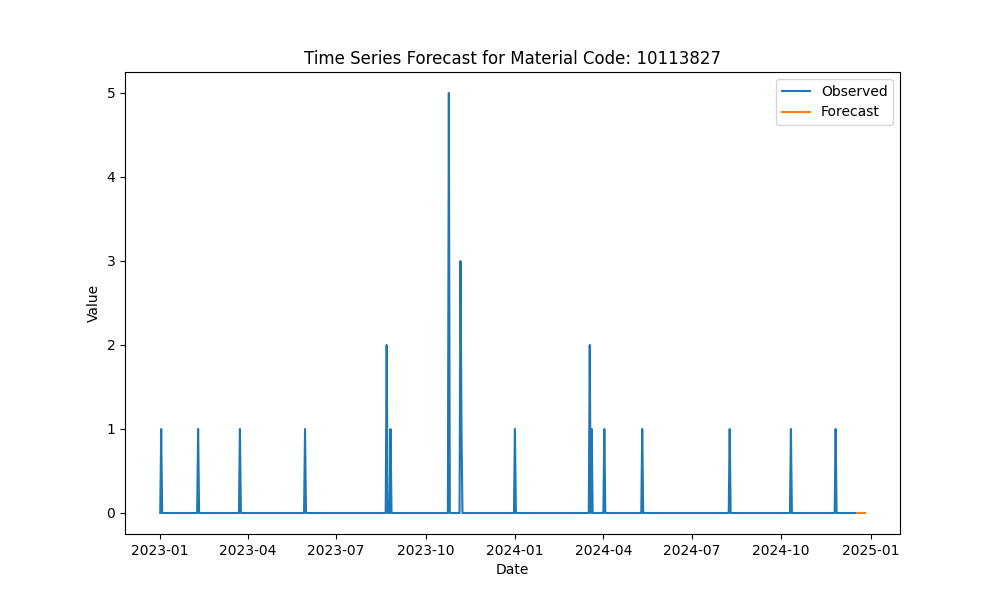 Time Series Forecast for Material Code: 10113827
Observed
Forecast
Value
5
4
3
2
1
0
2023-01 2023-04 2023-07 2023-10 2024-01 2024-04 2024-07 2024-10 2025-01
Date